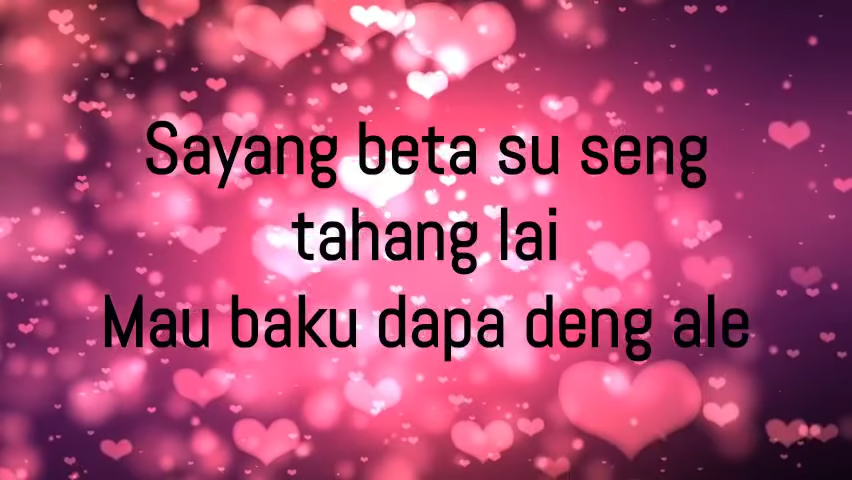 Sayang beta su seng
tahang lai
Mau baku dapa deng ale